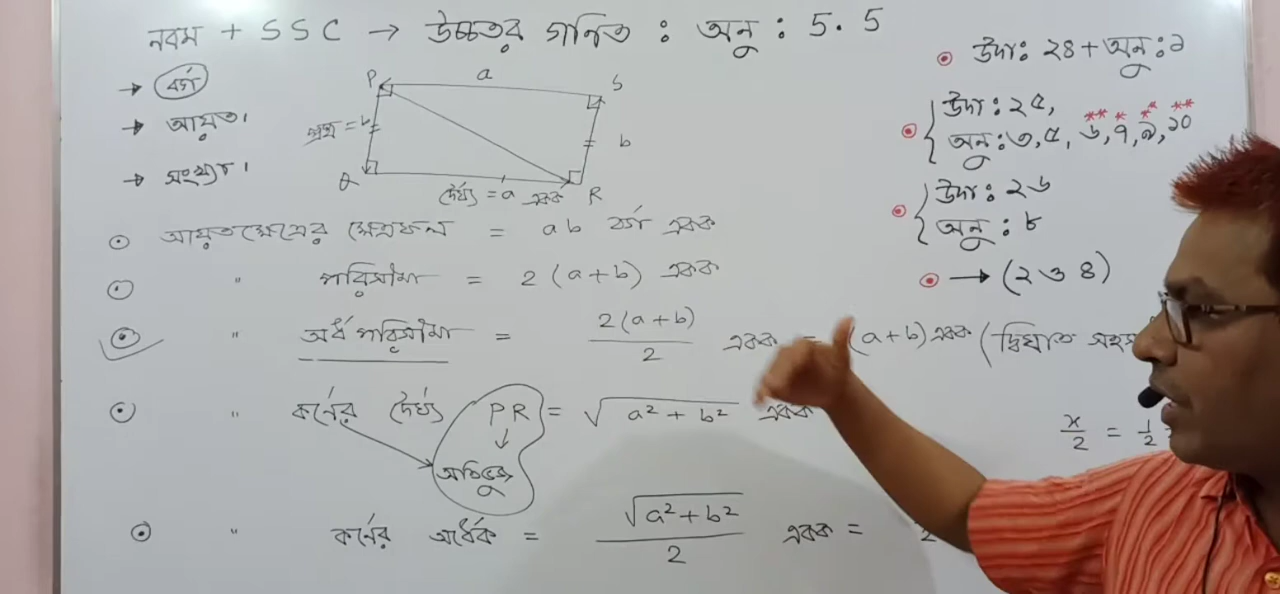 নবম + SSC → উচ্চতর গণিত : অনু : 5.5
→ বর্গ
→ আয়ত।
→ সংখ্যা।
P
a
S
প্রস্থ = b
b
Q
দৈর্ঘ্য = a একক
R
আয়তক্ষেত্রের ক্ষেত্রফল = ab বর্গ একক
" পরিসীমা = 2(a+b) একক
" অর্ধ পরিসীমা = 2(a+b)/2 একক = (a+b) একক (দ্বিঘাত
" কর্ণের দৈর্ঘ্য PR = √(a² + b²) একক
↓
অতিভুজ
" কর্ণের অর্ধেক = √(a² + b²)/2 একক =
উদা: ২৪ + অনু: ১
উদা: ২৫,
অনু: ৩, ৫, ৬, ৭, ৯, ১০
উদা: ২৬
অনু: ৮
→ (২ ও ৪)
x/2 = 1/2